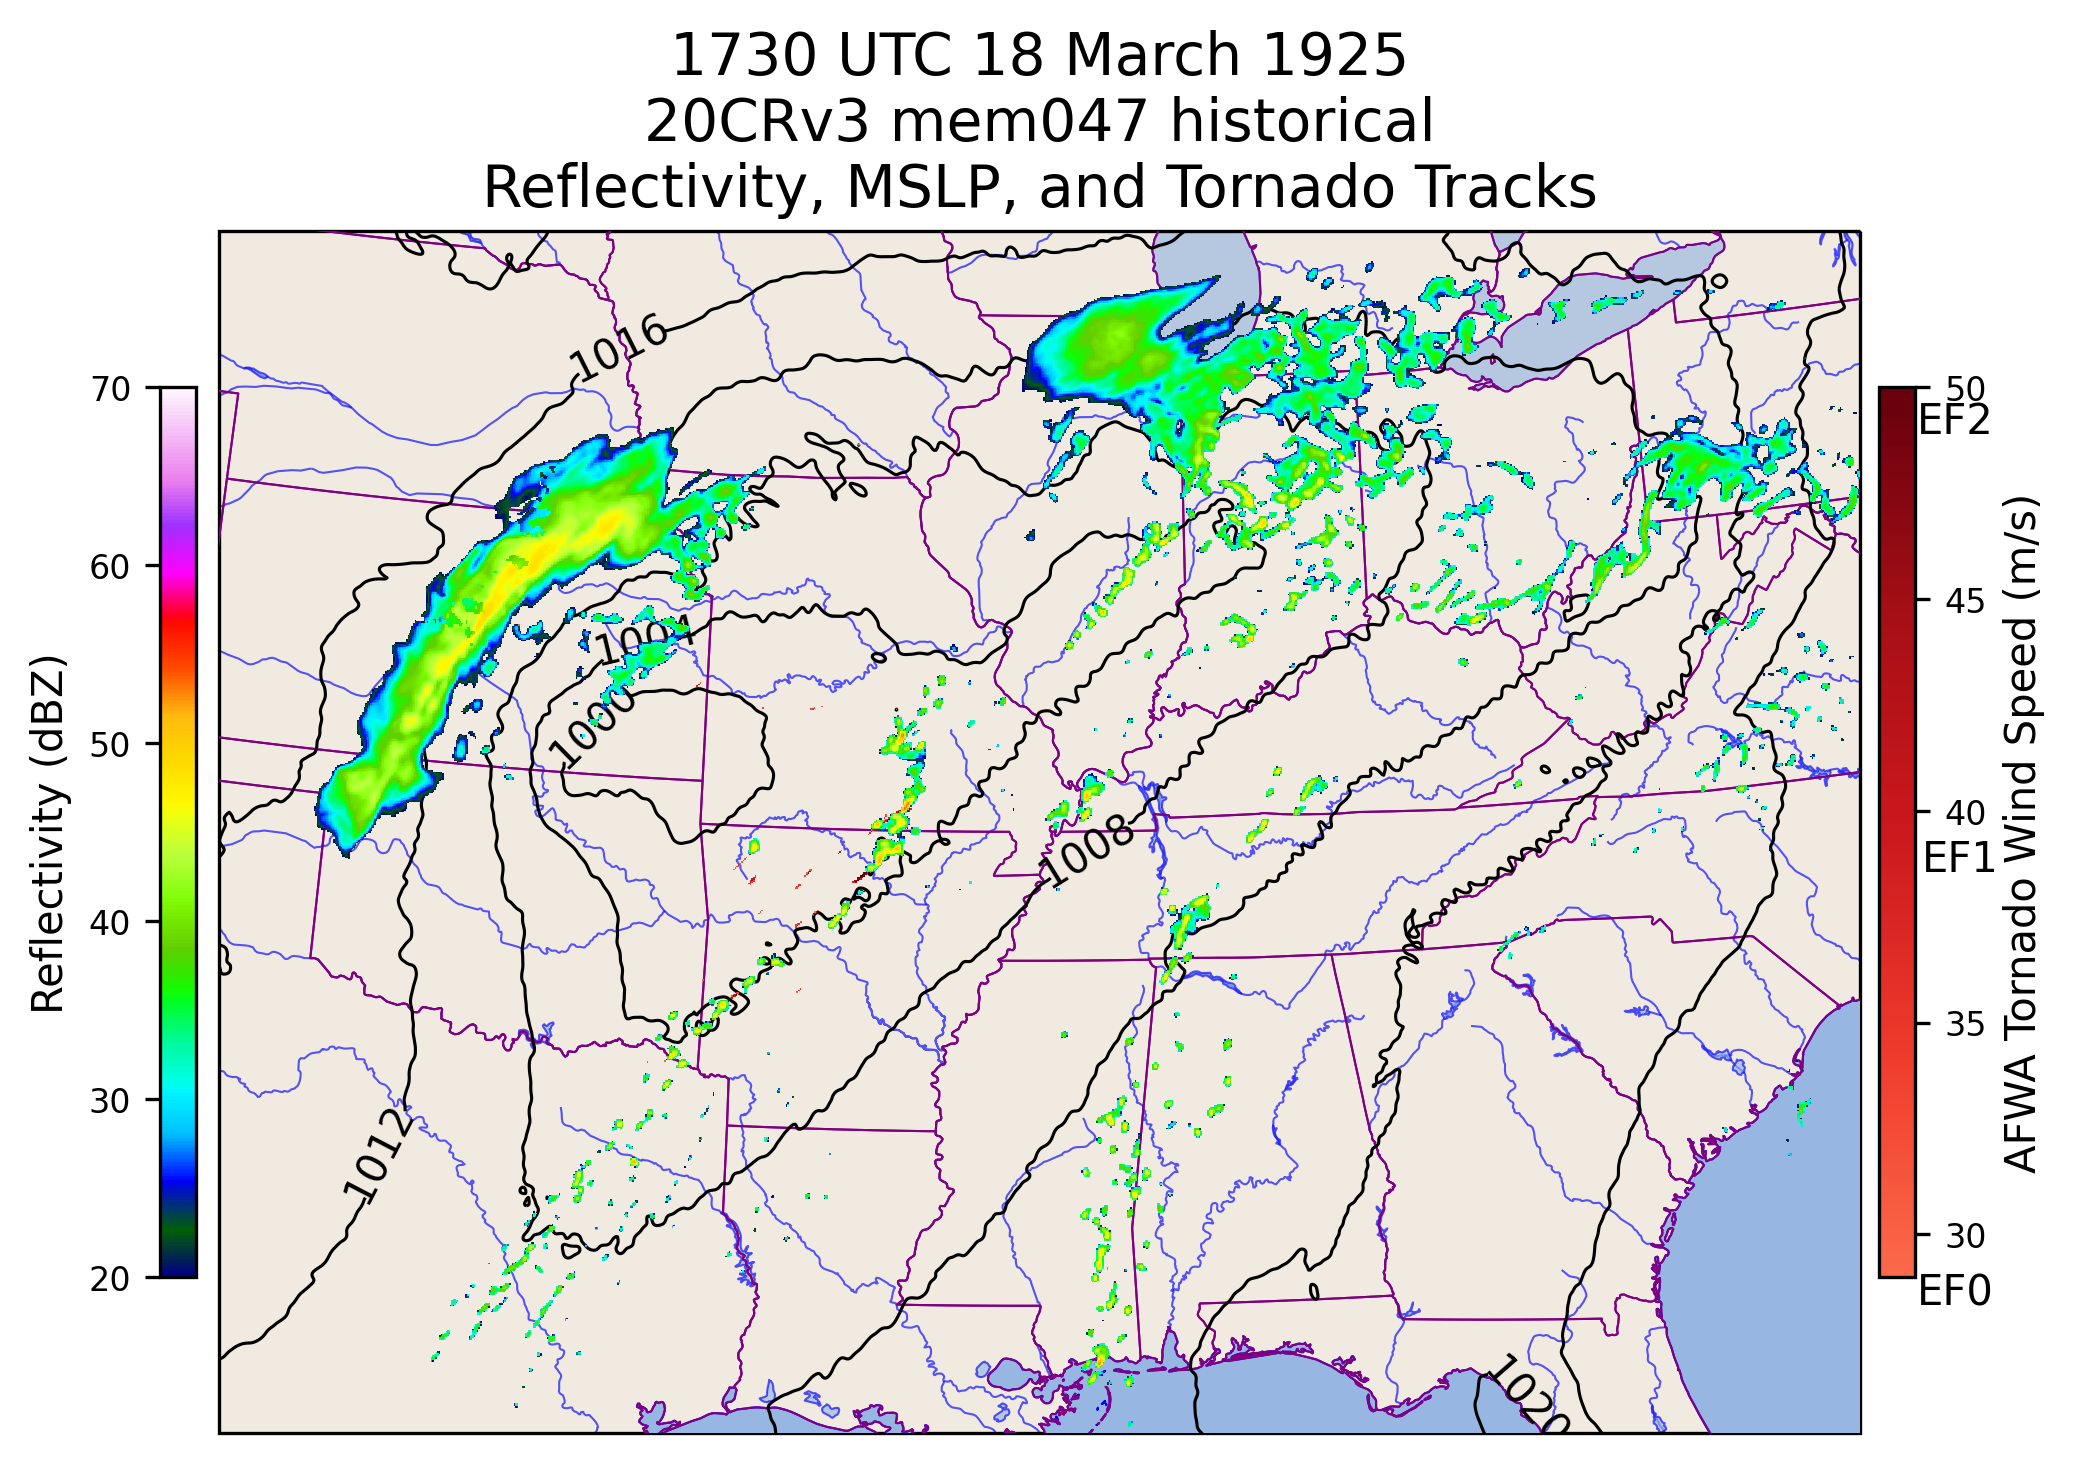 1730 UTC 18 March 1925
20CRv3 mem047 historical
Reflectivity, MSLP, and Tornado Tracks
1016
1004
1000
1008
1012
1020
70
60
50
40
30
20
Reflectivity (dBZ)
50
EF2
45
40
EF1
35
30
EF0
AFWA Tornado Wind Speed (m/s)